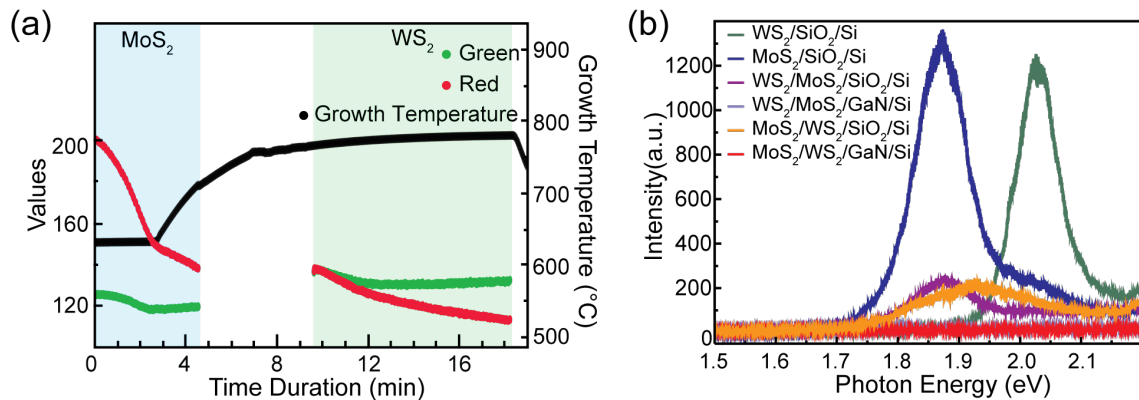 (a)
MoS₂
WS₂
Green
Red
Growth Temperature
Values
200
160
120
0
4
8
12
16
Time Duration (min)
900
800
700
600
500
Growth Temperature (°C)
(b)
WS₂/SiO₂/Si
MoS₂/SiO₂/Si
WS₂/MoS₂/SiO₂/Si
WS₂/MoS₂/GaN/Si
MoS₂/WS₂/SiO₂/Si
MoS₂/WS₂/GaN/Si
Intensity(a.u.)
1200
1000
800
600
400
200
0
1.5
1.6
1.7
1.8
1.9
2.0
2.1
Photon Energy (eV)